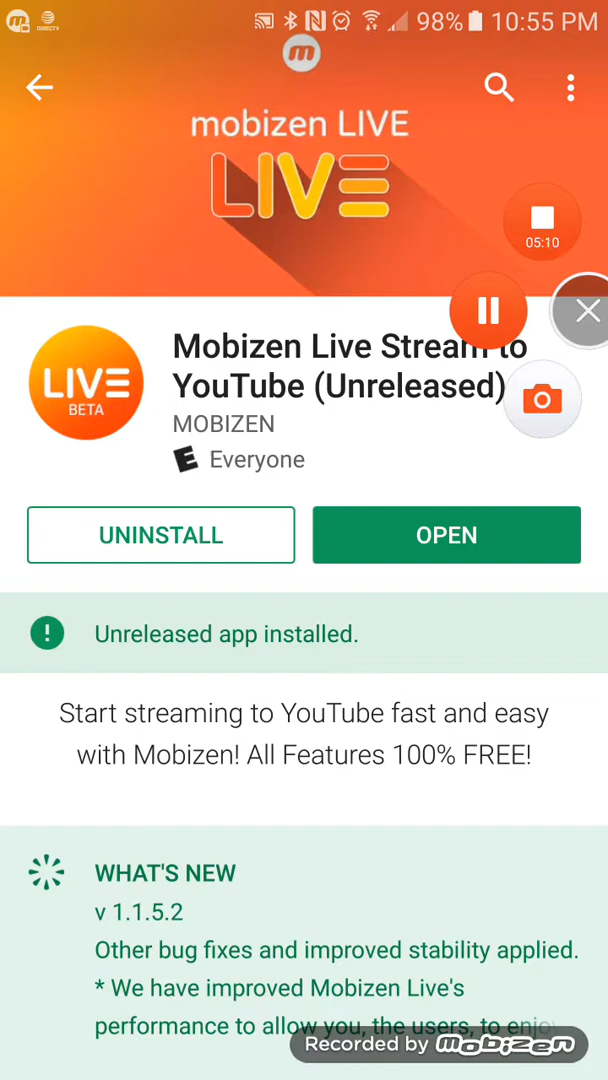 DIRECTV
98% 10:55 PM
m
mobizen LIVE
LIVE
05:10
LIVE
BETA
Mobizen Live Stream to
YouTube (Unreleased)
MOBIZEN
E Everyone
UNINSTALL
OPEN
! Unreleased app installed.
Start streaming to YouTube fast and easy
with Mobizen! All Features 100% FREE!
WHAT'S NEW
v 1.1.5.2
Other bug fixes and improved stability applied.
* We have improved Mobizen Live's
performance to allow you, the users, to enjo
Recorded by mobizen